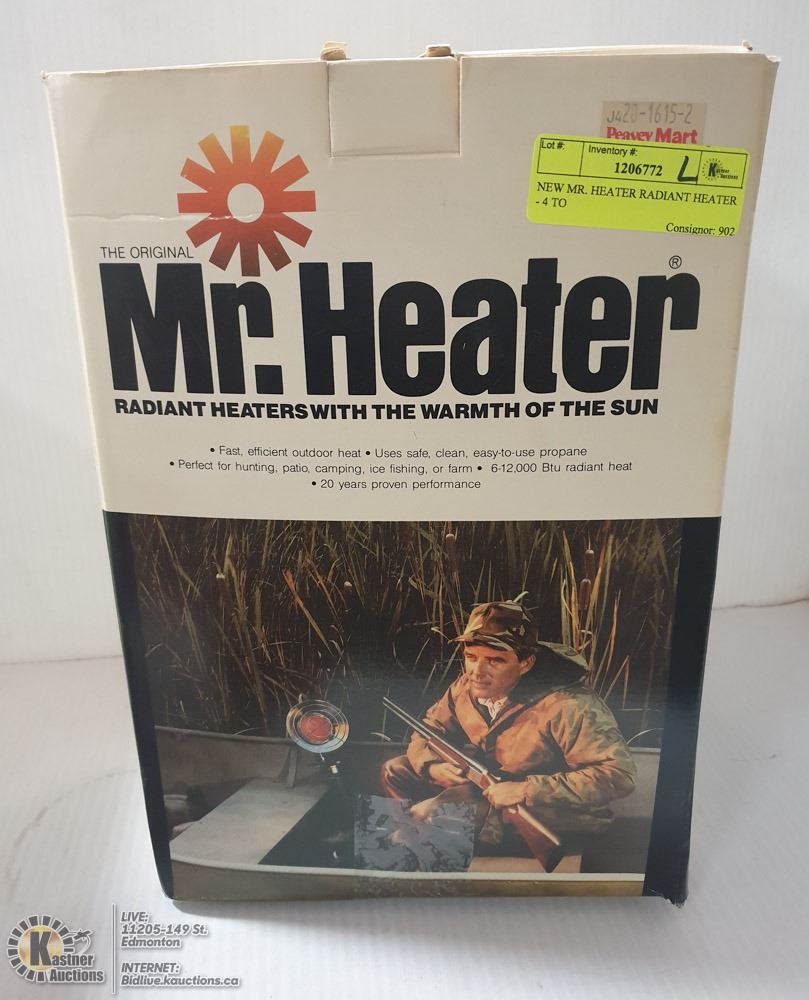 J420-1615-2
Peavey Mart
Lot #:
Inventory #:
1206772 L
Kastner Auctions
NEW MR. HEATER RADIANT HEATER
- 4 TO
Consignor: 902
THE ORIGINAL
Mr. Heater®
RADIANT HEATERS WITH THE WARMTH OF THE SUN
• Fast, efficient outdoor heat • Uses safe, clean, easy-to-use propane
• Perfect for hunting, patio, camping, ice fishing, or farm • 6-12,000 Btu radiant heat
• 20 years proven performance
Kastner
Auctions
LIVE:
11205-149 St.
Edmonton
INTERNET:
Bidlive.kauctions.ca